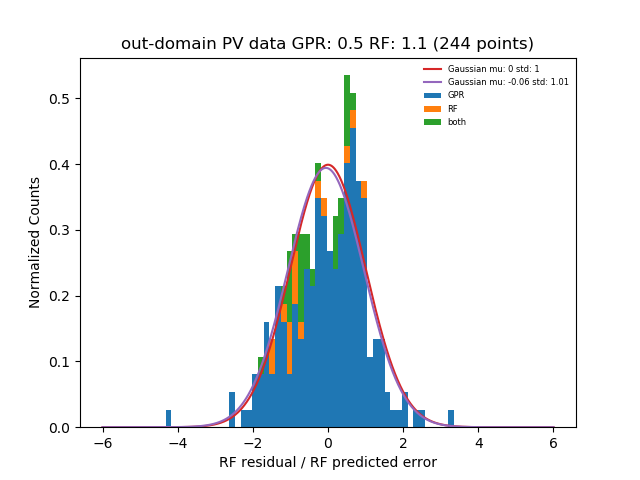 out-domain PV data GPR: 0.5 RF: 1.1 (244 points)
Gaussian mu: 0 std: 1
Gaussian mu: -0.06 std: 1.01
GPR
RF
both
Normalized Counts
0.5
0.4
0.3
0.2
0.1
0.0
−6
−4
−2
0
2
4
6
RF residual / RF predicted error